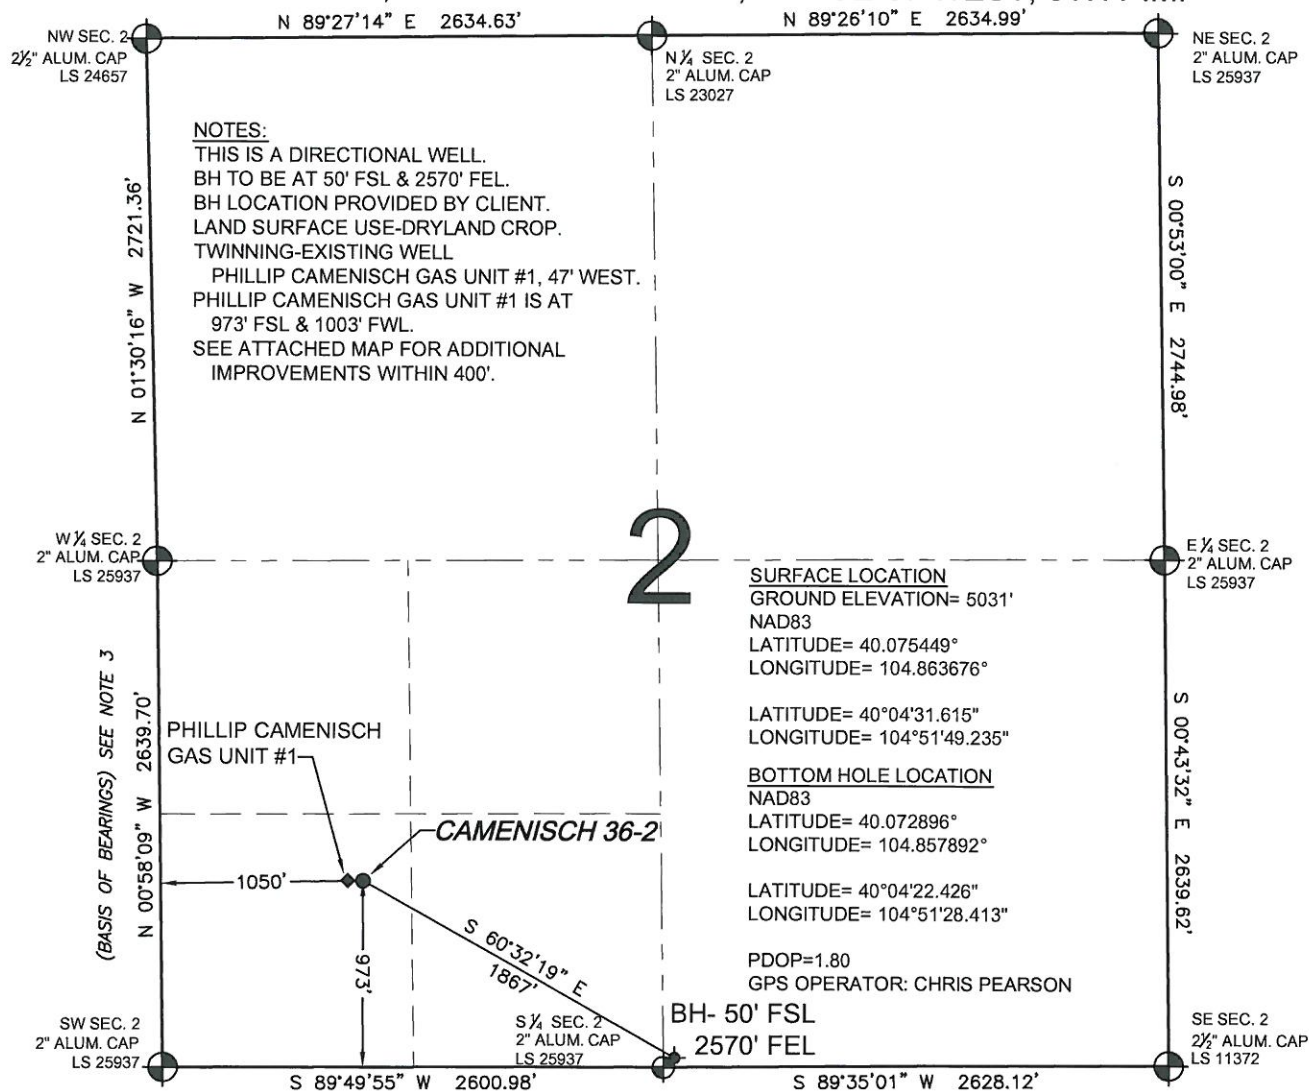 N 89°27'14" E 2634.63'
N 89°26'10" E 2634.99'
NW SEC. 2
2½" ALUM. CAP
LS 24657
N ¼ SEC. 2
2" ALUM. CAP
LS 23027
NE SEC. 2
2" ALUM. CAP
LS 25937
NOTES:
THIS IS A DIRECTIONAL WELL.
BH TO BE AT 50' FSL & 2570' FEL.
BH LOCATION PROVIDED BY CLIENT.
LAND SURFACE USE-DRYLAND CROP.
TWINNING-EXISTING WELL
PHILLIP CAMENISCH GAS UNIT #1, 47' WEST.
PHILLIP CAMENISCH GAS UNIT #1 IS AT
973' FSL & 1003' FWL.
SEE ATTACHED MAP FOR ADDITIONAL
IMPROVEMENTS WITHIN 400'.
N 01°30'16" W 2721.36'
S 00°53'00" E 2744.98'
W ¼ SEC. 2
2" ALUM. CAP
LS 25937
2
E ¼ SEC. 2
2" ALUM. CAP
LS 25937
SURFACE LOCATION
GROUND ELEVATION= 5031'
NAD83
LATITUDE= 40.075449°
LONGITUDE= 104.863676°
LATITUDE= 40°04'31.615"
LONGITUDE= 104°51'49.235"
BOTTOM HOLE LOCATION
NAD83
LATITUDE= 40.072896°
LONGITUDE= 104.857892°
LATITUDE= 40°04'22.426"
LONGITUDE= 104°51'28.413"
PDOP=1.80
GPS OPERATOR: CHRIS PEARSON
(BASIS OF BEARINGS) SEE NOTE 3
N 00°58'09" W 2639.70'
S 00°43'32" E 2639.62'
PHILLIP CAMENISCH
GAS UNIT #1
CAMENISCH 36-2
1050'
973'
S 60°32'19" E
1867'
BH- 50' FSL
2570' FEL
SW SEC. 2
2" ALUM. CAP
LS 25937
S ¼ SEC. 2
2" ALUM. CAP
LS 25937
SE SEC. 2
2½" ALUM. CAP
LS 11372
S 89°49'55" W 2600.98'
S 89°35'01" W 2628.12'